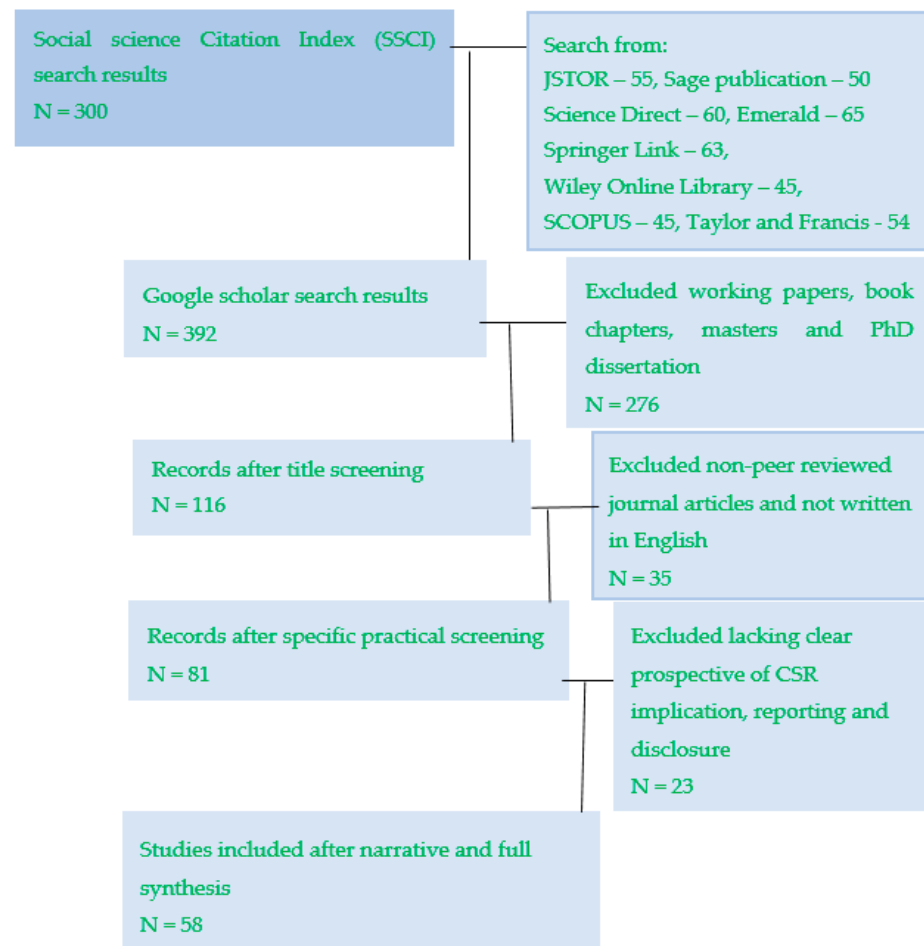 Social science Citation Index (SSCI)
search results
N = 300
Search from:
JSTOR – 55, Sage publication – 50
Science Direct – 60, Emerald – 65
Springer Link – 63,
Wiley Online Library – 45,
SCOPUS – 45, Taylor and Francis - 54
Google scholar search results
N = 392
Excluded working papers, book
chapters, masters and PhD
dissertation
N = 276
Records after title screening
N = 116
Excluded non-peer reviewed
journal articles and not written
in English
N = 35
Records after specific practical screening
N = 81
Excluded lacking clear
prospective of CSR
implication, reporting and
disclosure
N = 23
Studies included after narrative and full
synthesis
N = 58